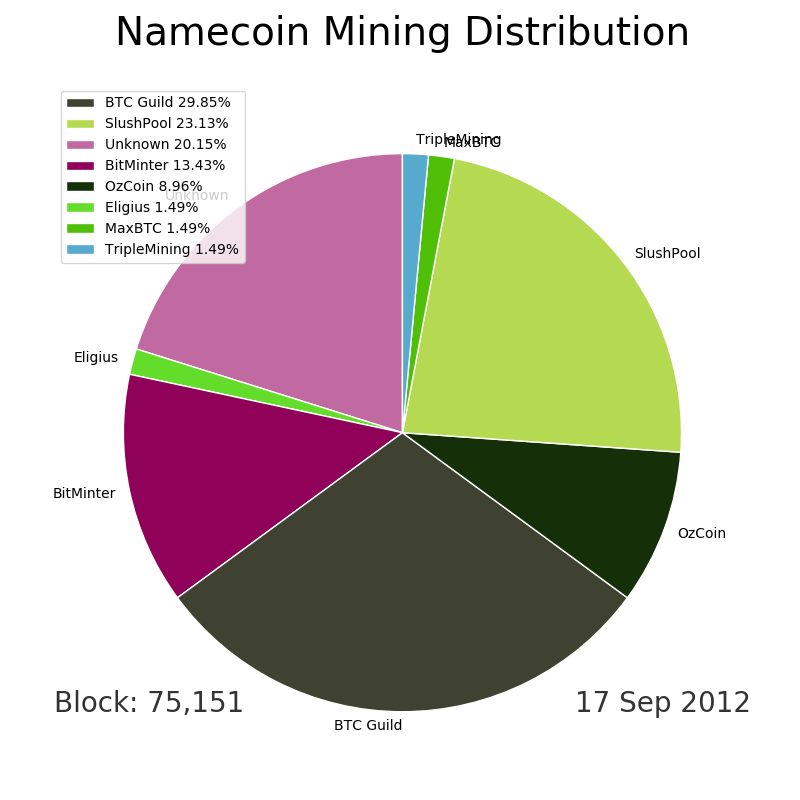 Namecoin Mining Distribution
BTC Guild 29.85%
SlushPool 23.13%
Unknown 20.15%
BitMinter 13.43%
OzCoin 8.96%
Eligius 1.49%
MaxBTC 1.49%
TripleMining 1.49%
TripleMining
MaxBTC
Unknown
SlushPool
Eligius
BitMinter
OzCoin
BTC Guild
Block: 75,151
17 Sep 2012